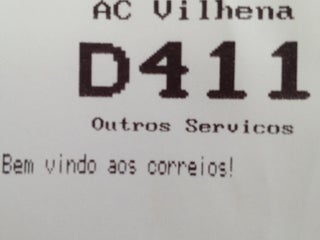 AC Vilhena
D411
Outros Servicos
Bem vindo aos correios!